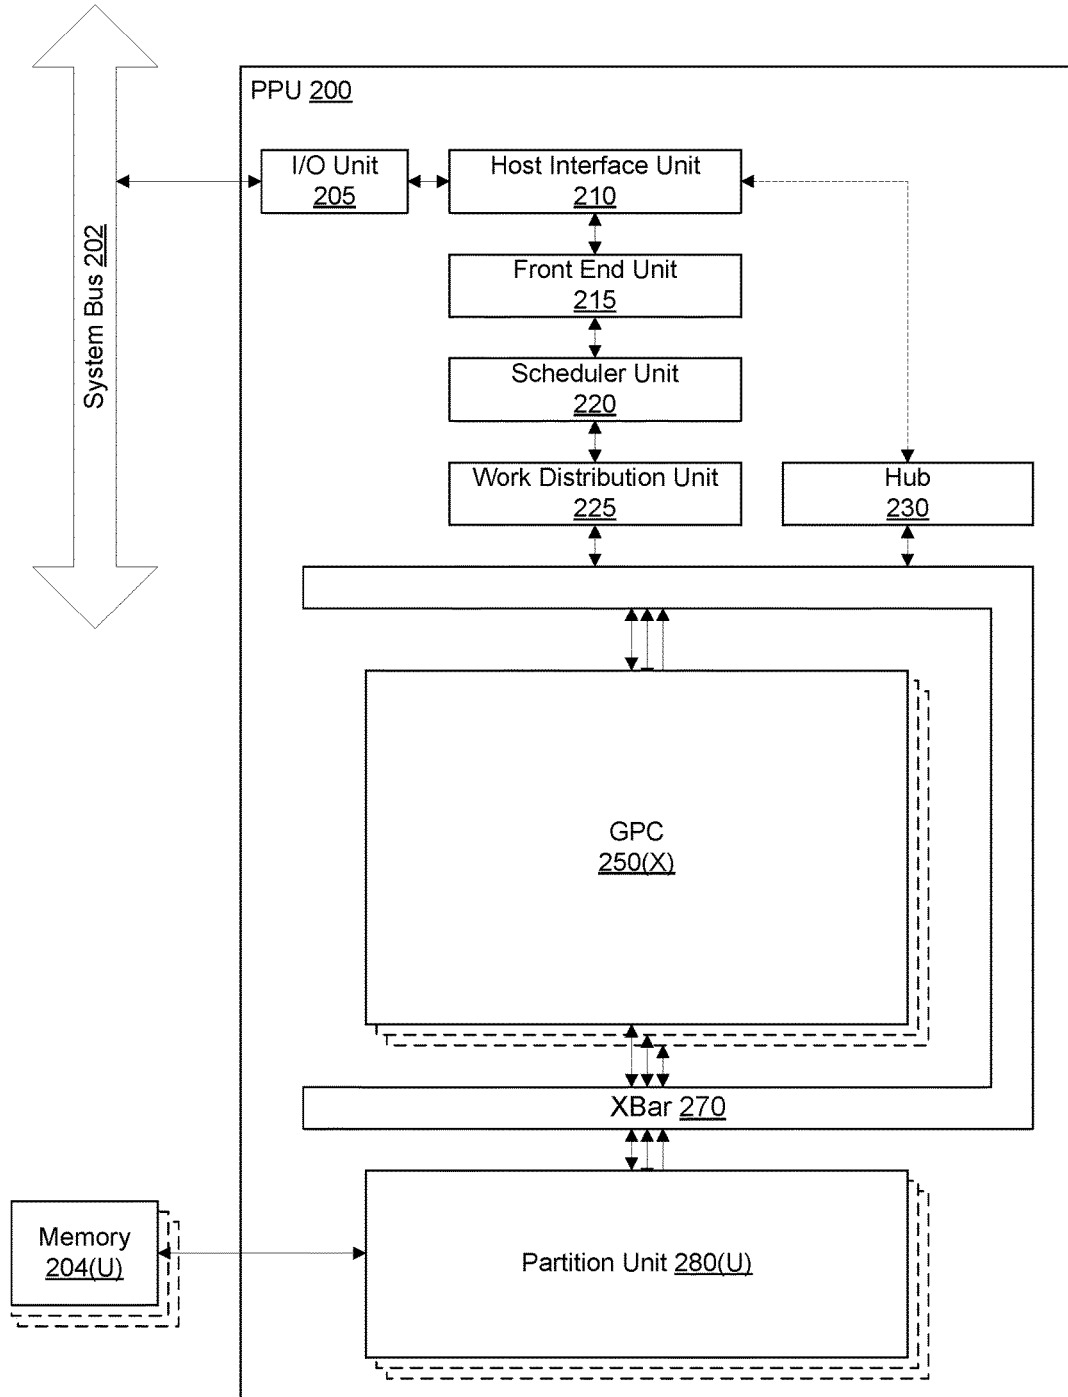 PPU 200
I/O Unit
205
Host Interface Unit
210
Front End Unit
215
System Bus 202
Scheduler Unit
220
Work Distribution Unit
225
Hub
230
GPC
250(X)
XBar 270
Memory
204(U)
Partition Unit 280(U)